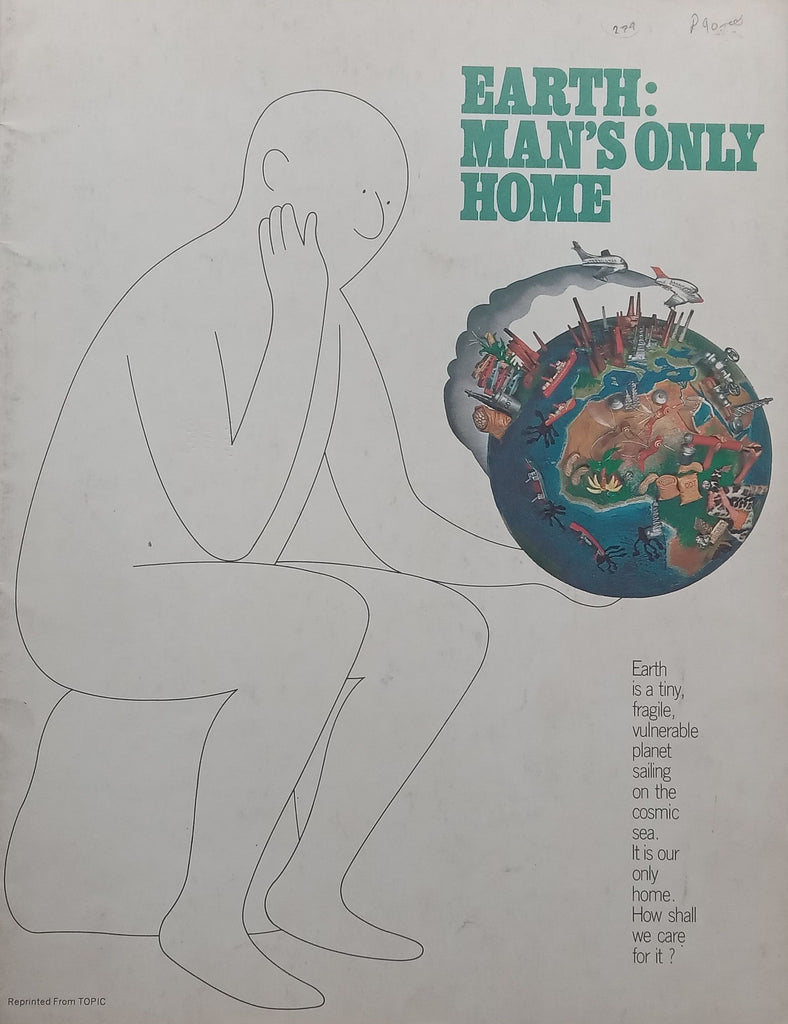 EARTH:
MAN'S ONLY
HOME
DDT
Earth
is a tiny,
fragile,
vulnerable
planet
sailing
on the
cosmic
sea.
It is our
only
home.
How shall
we care
for it ?
Reprinted From TOPIC